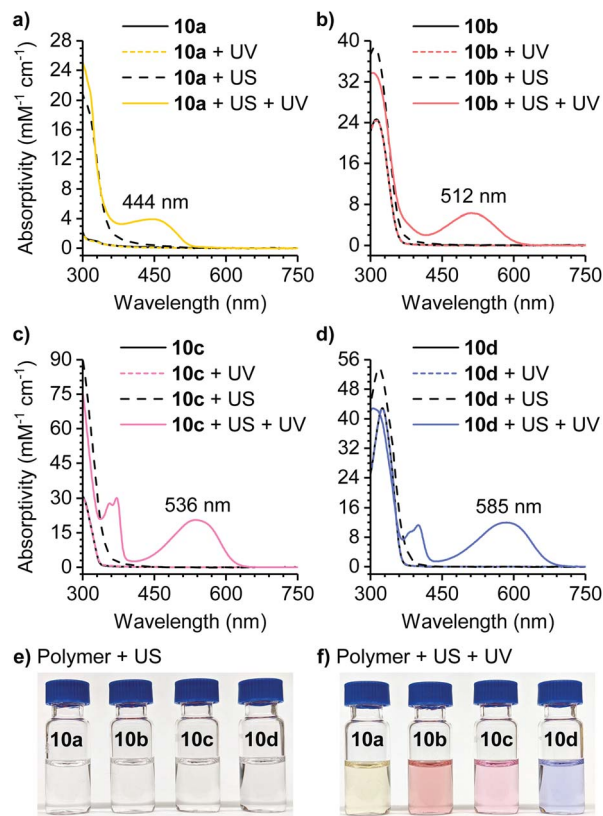 a)
10a
10a + UV
10a + US
10a + US + UV
28
24
20
16
12
8
4
0
444 nm
300 450 600 750
Wavelength (nm)
Absorptivity (mM-1 cm-1)
b)
10b
10b + UV
10b + US
10b + US + UV
40
32
24
16
8
0
512 nm
300 450 600 750
Wavelength (nm)
c)
10c
10c + UV
10c + US
10c + US + UV
90
75
60
45
30
15
0
536 nm
300 450 600 750
Wavelength (nm)
Absorptivity (mM-1 cm-1)
d)
10d
10d + UV
10d + US
10d + US + UV
56
48
40
32
24
16
8
0
585 nm
300 450 600 750
Wavelength (nm)
e) Polymer + US
10a 10b 10c 10d
f) Polymer + US + UV
10a 10b 10c 10d